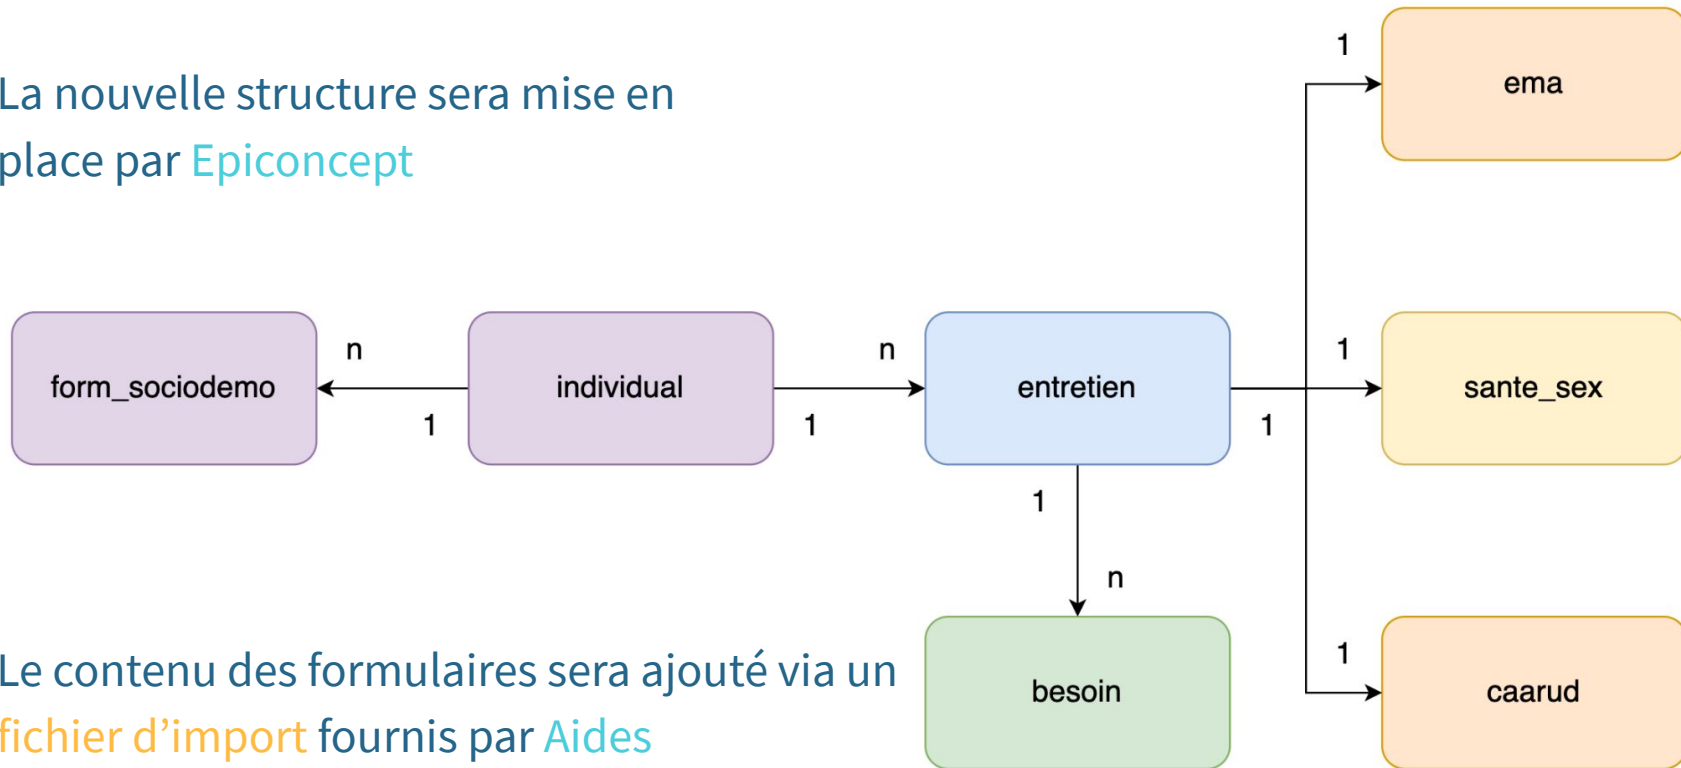 La nouvelle structure sera mise en
place par Epiconcept
1
ema
form_sociodemo
n
1
individual
n
1
entretien
1
1
sante_sex
1
n
besoin
1
caarud
Le contenu des formulaires sera ajouté via un
fichier d’import fournis par Aides